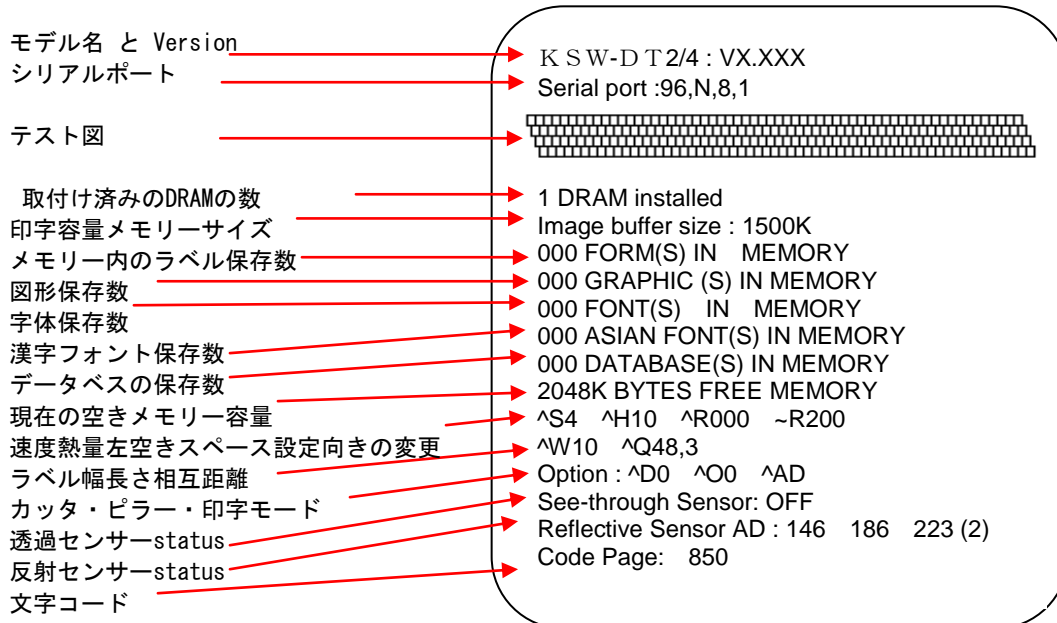 モデル名 と Version
シリアルポート
テスト図
取付け済みのDRAMの数
印字容量メモリーサイズ
メモリー内のラベル保存数
図形保存数
字体保存数
漢字フォント保存数
データベスの保存数
現在の空きメモリー容量
速度熱量左空きスペース設定向きの変更
ラベル幅長さ相互距離
カッタ・ピラー・印字モード
透過センサーstatus
反射センサーstatus
文字コード
ＫＳＷ-ＤＴ2/4 : VX.XXX
Serial port :96,N,8,1
1 DRAM installed
Image buffer size : 1500K
000 FORM(S) IN MEMORY
000 GRAPHIC (S) IN MEMORY
000 FONT(S) IN MEMORY
000 ASIAN FONT(S) IN MEMORY
000 DATABASE(S) IN MEMORY
2048K BYTES FREE MEMORY
^S4 ^H10 ^R000 ~R200
^W10 ^Q48,3
Option : ^D0 ^O0 ^AD
See-through Sensor: OFF
Reflective Sensor AD : 146 186 223 (2)
Code Page: 850